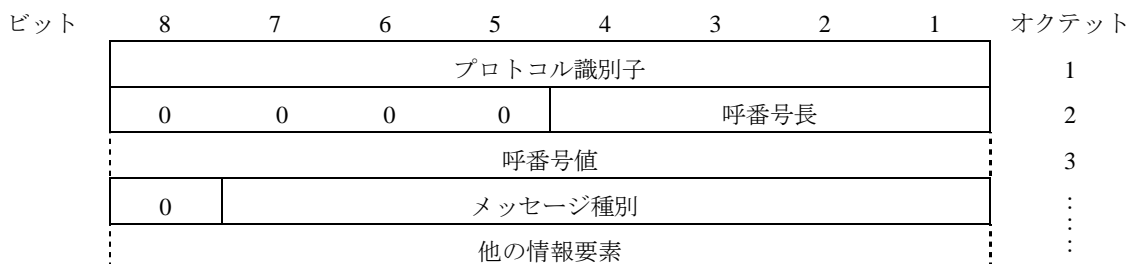 ビット 8 7 6 5 4 3 2 1 オクテット
プロトコル識別子 1
0 0 0 0 呼番号長 2
呼番号値 3
0 メッセージ種別
他の情報要素